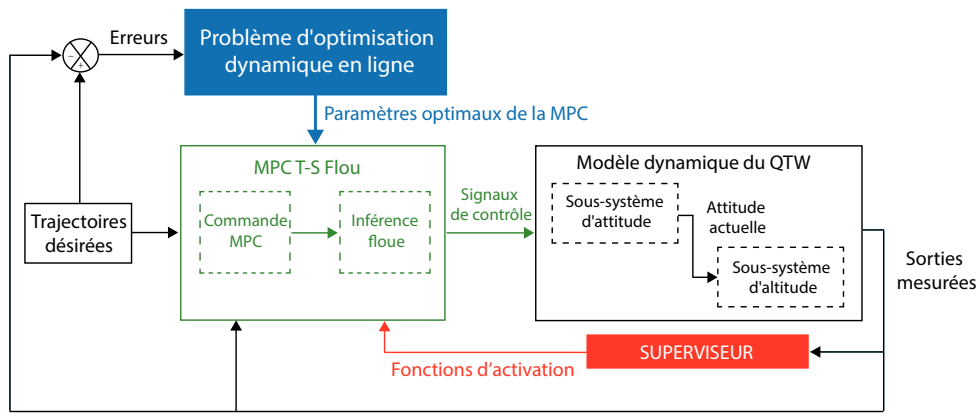 Erreurs
-
+
Problème d'optimisation
dynamique en ligne
Paramètres optimaux de la MPC
MPC T-S Flou
Commande
MPC
Inférence
floue
Trajectoires
désirées
Signaux
de contrôle
Modèle dynamique du QTW
Sous-système
d'attitude
Attitude
actuelle
Sous-système
d'altitude
Sorties
mesurées
SUPERVISEUR
Fonctions d’activation